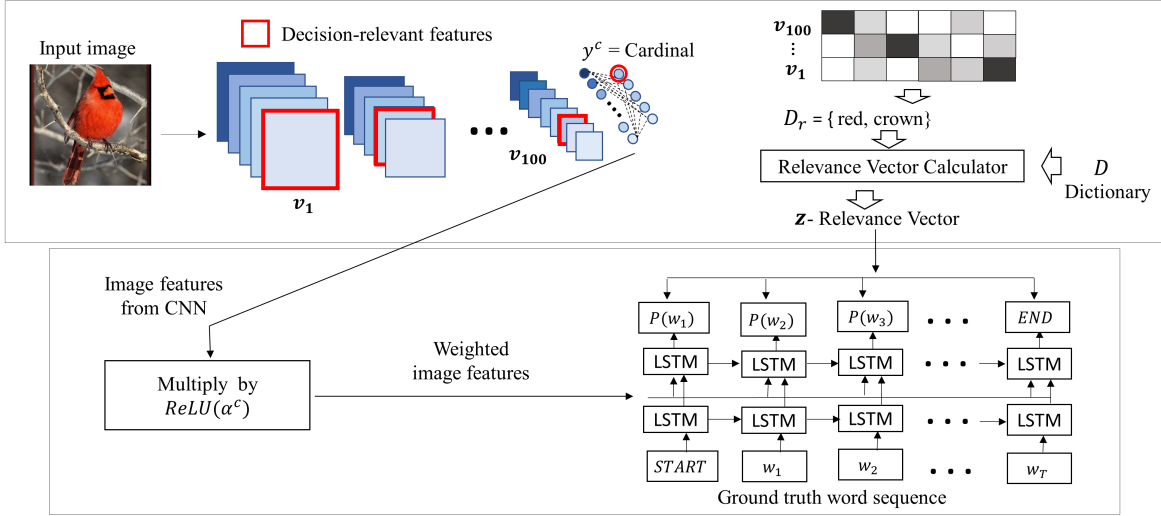 Input image
Decision-relevant features
y^c = Cardinal
v_1
v_100
v_100
⋮
v_1
D_r = {red, crown}
Relevance Vector Calculator
D
Dictionary
z- Relevance Vector
Image features
from CNN
Multiply by
ReLU(α^c)
Weighted
image features
P(w_1) P(w_2) P(w_3) • • • END
LSTM LSTM LSTM • • • LSTM
LSTM LSTM LSTM • • • LSTM
START w_1 w_2 • • • w_T
Ground truth word sequence